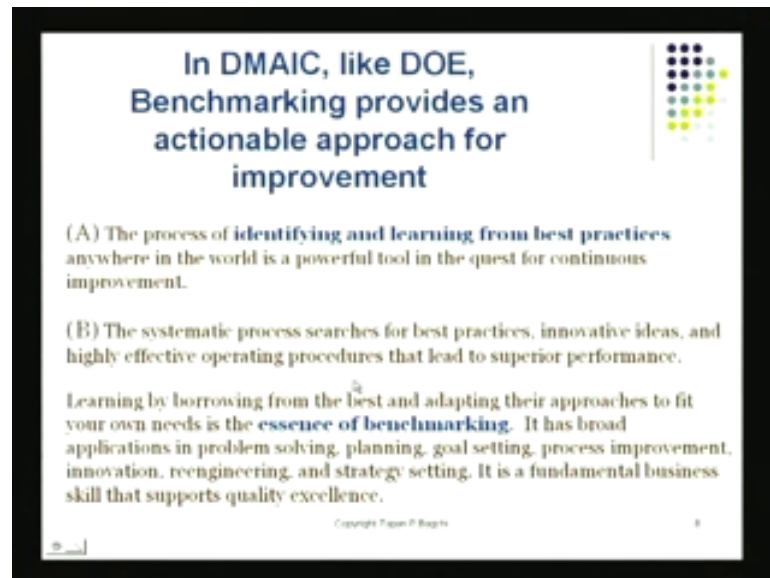 In DMAIC, like DOE,
Benchmarking provides an
actionable approach for
improvement
(A) The process of identifying and learning from best practices
anywhere in the world is a powerful tool in the quest for continuous
improvement.
(B) The systematic process searches for best practices, innovative ideas, and
highly effective operating procedures that lead to superior performance.
Learning by borrowing from the best and adapting their approaches to fit
your own needs is the essence of benchmarking. It has broad
applications in problem solving, planning, goal setting, process improvement,
innovation, reengineering, and strategy setting. It is a fundamental business
skill that supports quality excellence.
Copyright Tapan P Bagchi
8